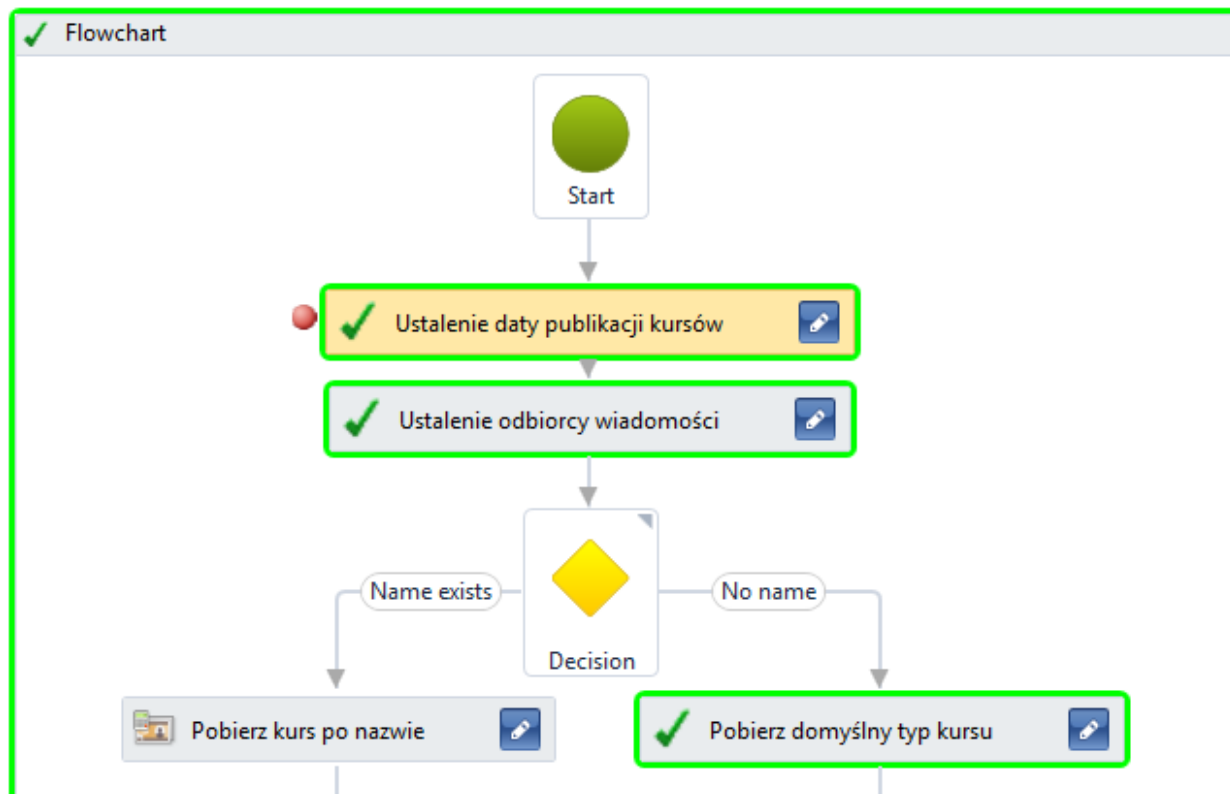 Flowchart
Start
Ustalenie daty publikacji kursów
Ustalenie odbiorcy wiadomości
Name exists
No name
Decision
Pobierz kurs po nazwie
Pobierz domyślny typ kursu